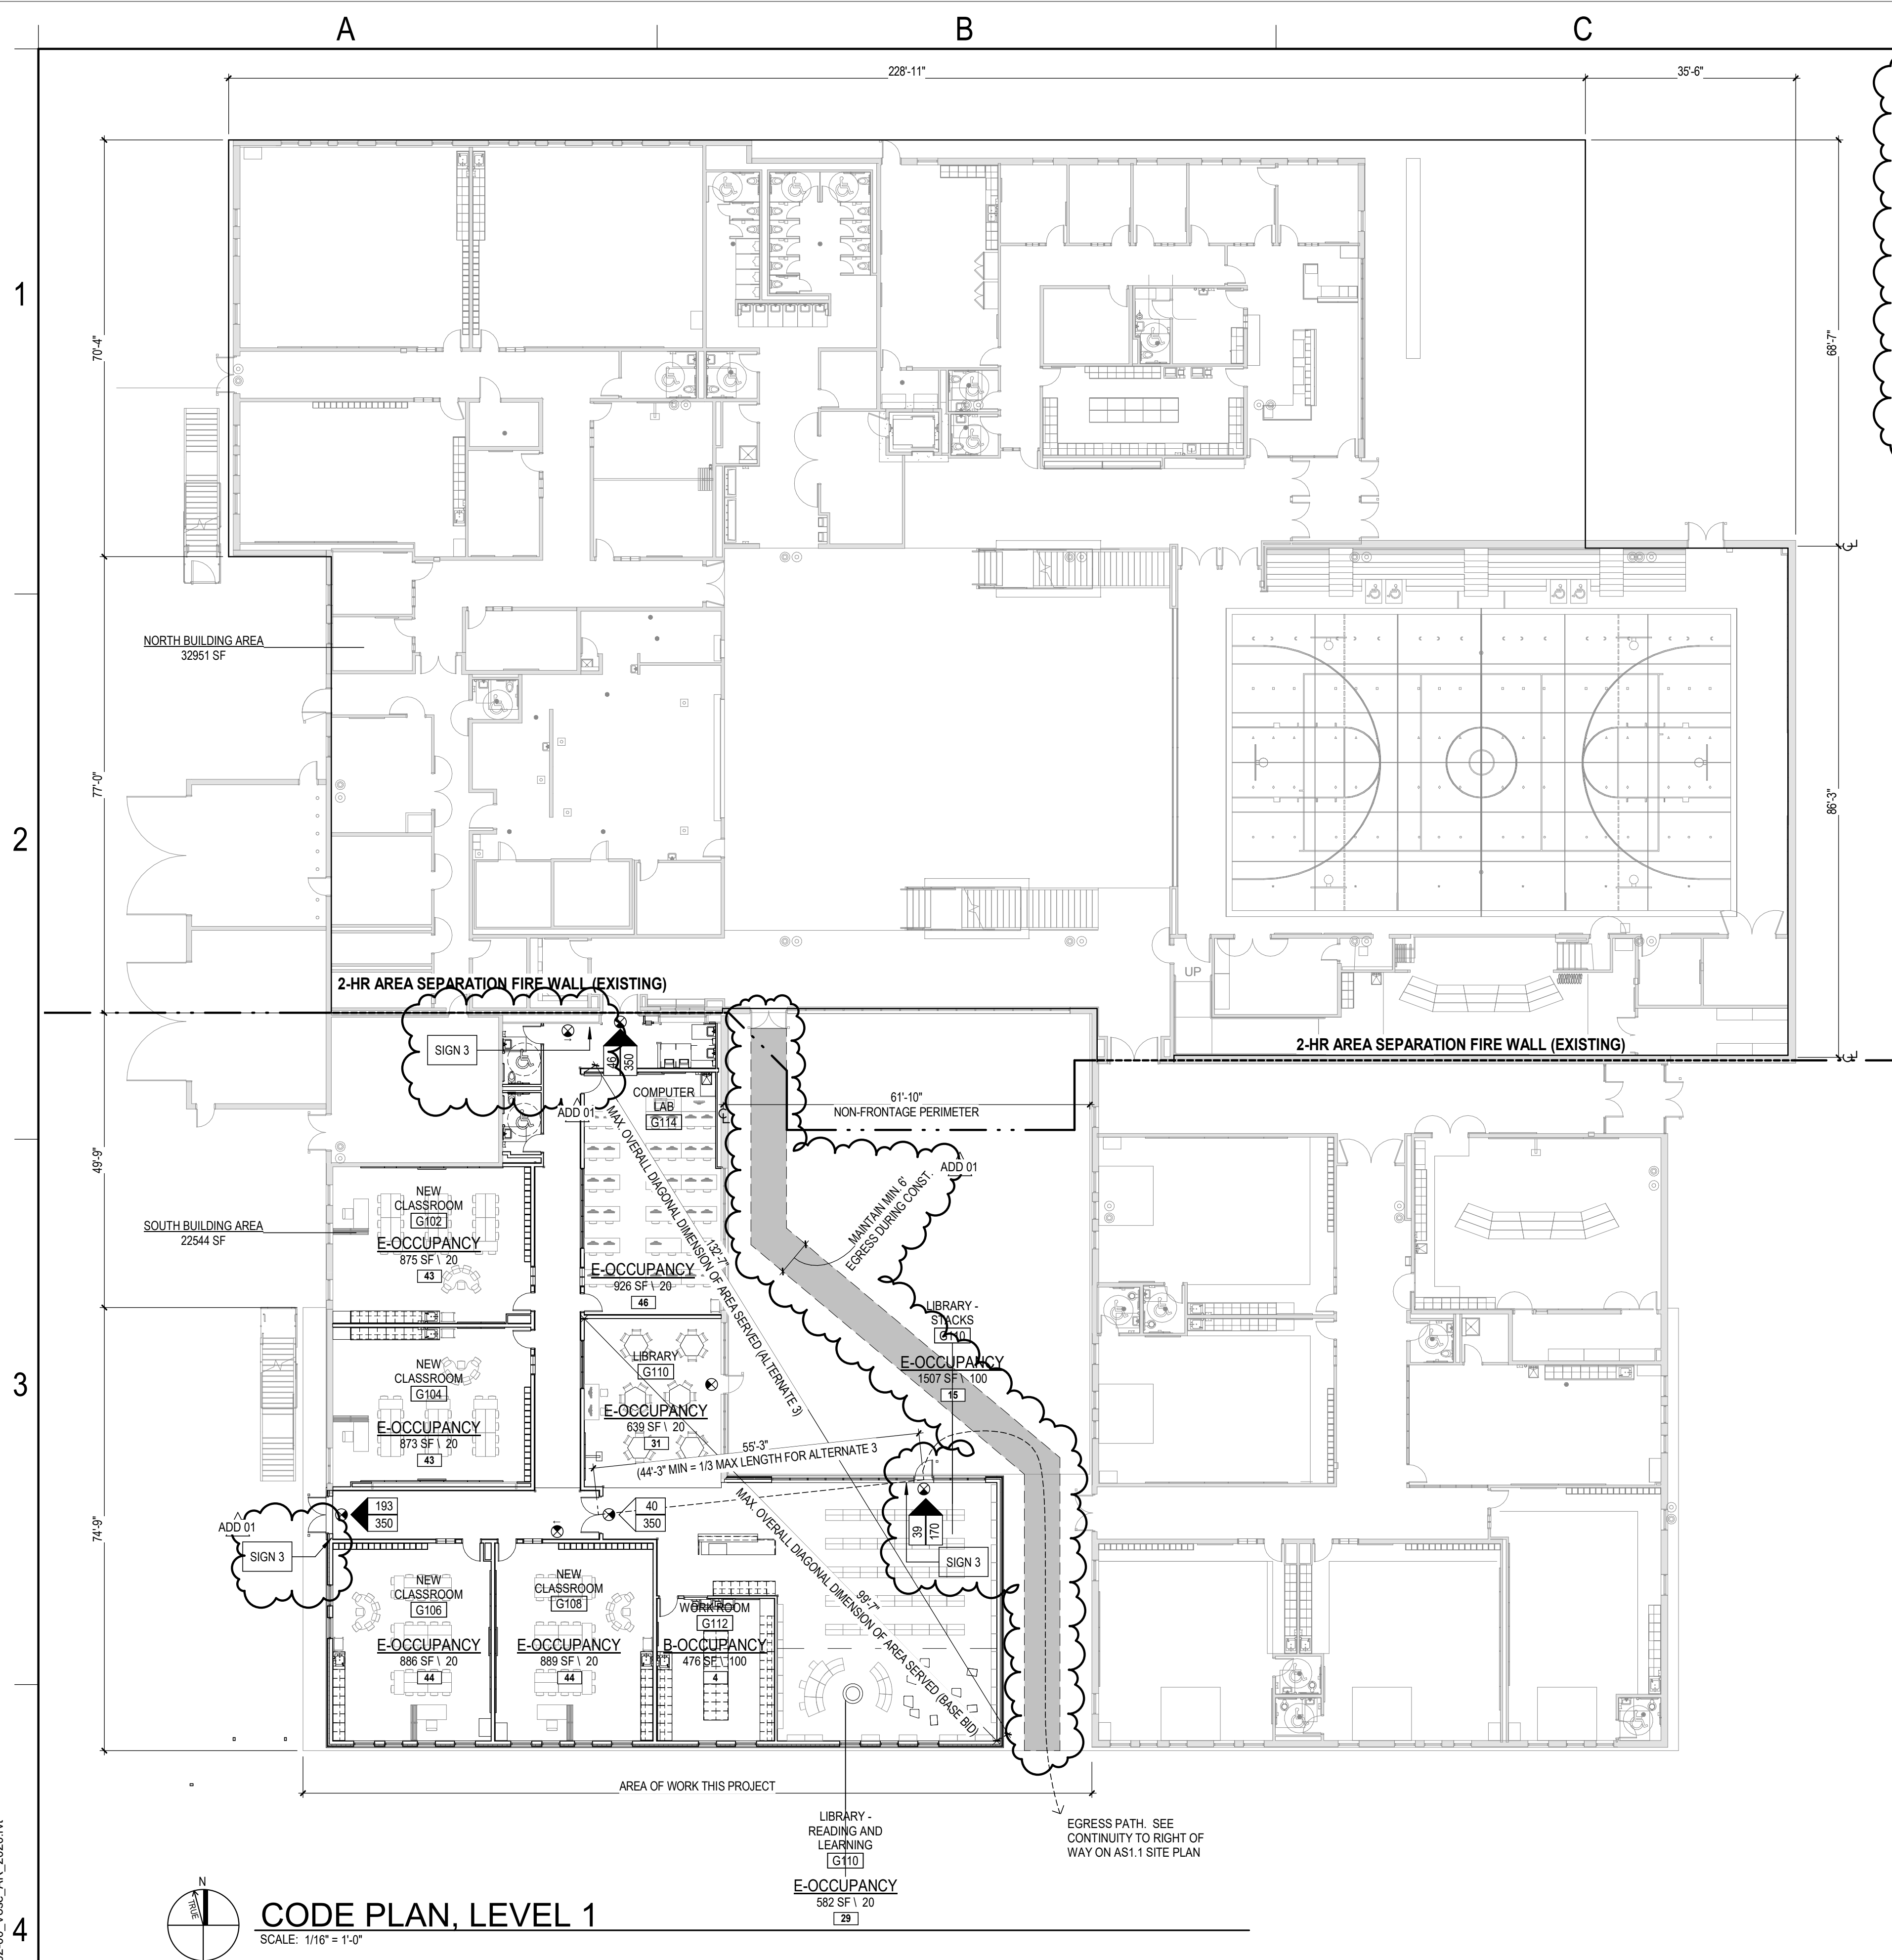 A
B
C
228'-11"
35'-6"
1
70'-4"
68'-7"
NORTH BUILDING AREA
32951 SF
2
77'-0"
86'-3"
UP
2-HR AREA SEPARATION FIRE WALL (EXISTING)
2-HR AREA SEPARATION FIRE WALL (EXISTING)
SIGN 3
46
350
ADD 01
COMPUTER
LAB
G114
61'-10"
NON-FRONTAGE PERIMETER
49'-9"
ADD 01
MAINTAIN MIN. 6'
EGRESS DURING CONST.
132'-7"
MAX. OVERALL DIAGONAL DIMENSION OF AREA SERVED (ALTERNATE 3)
NEW
CLASSROOM
G102
E-OCCUPANCY
875 SF \ 20
43
SOUTH BUILDING AREA
22544 SF
E-OCCUPANCY
926 SF \ 20
46
LIBRARY -
STACKS
G110
E-OCCUPANCY
1507 SF \ 100
15
3
NEW
CLASSROOM
G104
E-OCCUPANCY
873 SF \ 20
43
LIBRARY
G110
E-OCCUPANCY
639 SF \ 20
31
55'-3"
(44'-3" MIN = 1/3 MAX LENGTH FOR ALTERNATE 3
74'-9"
ADD 01
SIGN 3
193
350
40
350
39
170
SIGN 3
99'-7"
MAX. OVERALL DIAGONAL DIMENSION OF AREA SERVED (BASE BID)
NEW
CLASSROOM
G106
E-OCCUPANCY
886 SF \ 20
44
NEW
CLASSROOM
G108
E-OCCUPANCY
889 SF \ 20
44
WORK ROOM
G112
B-OCCUPANCY
476 SF \ 100
4
AREA OF WORK THIS PROJECT
LIBRARY -
READING AND
LEARNING
G110
E-OCCUPANCY
582 SF \ 20
29
EGRESS PATH. SEE
CONTINUITY TO RIGHT OF
WAY ON AS1.1 SITE PLAN
4
N
TRUE
CODE PLAN, LEVEL 1
SCALE: 1/16" = 1'-0"